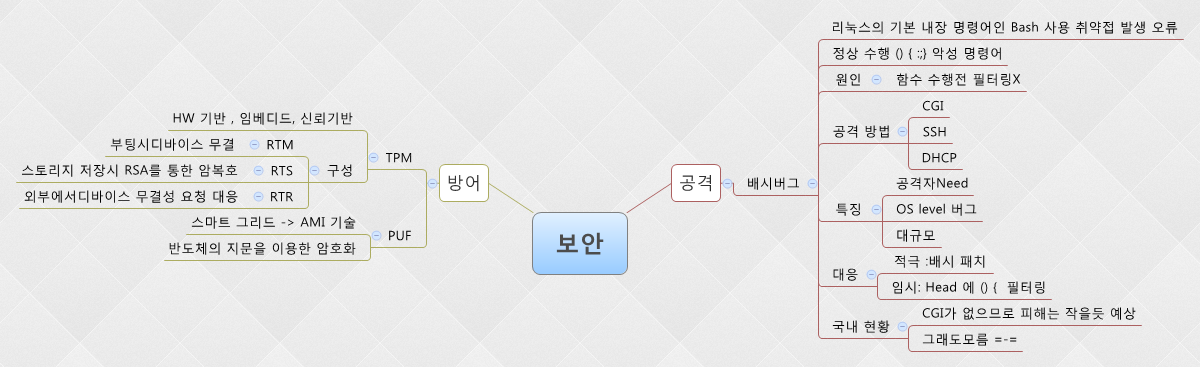 보안
방어
TPM
HW 기반 , 임베디드, 신뢰기반
구성
RTM
부팅시디바이스 무결
RTS
스토리지 저장시 RSA를 통한 암복호
RTR
외부에서디바이스 무결성 요청 대응
PUF
스마트 그리드 -> AMI 기술
반도체의 지문을 이용한 암호화
공격
배시버그
리눅스의 기본 내장 명령어인 Bash 사용 취약접 발생 오류
정상 수행 () { :;} 악성 명령어
원인
함수 수행전 필터링X
공격 방법
CGI
SSH
DHCP
특징
공격자Need
OS level 버그
대규모
대응
적극 :배시 패치
임시: Head 에 () { 필터링
국내 현황
CGI가 없으므로 피해는 작을듯 예상
그래도모름 =-=